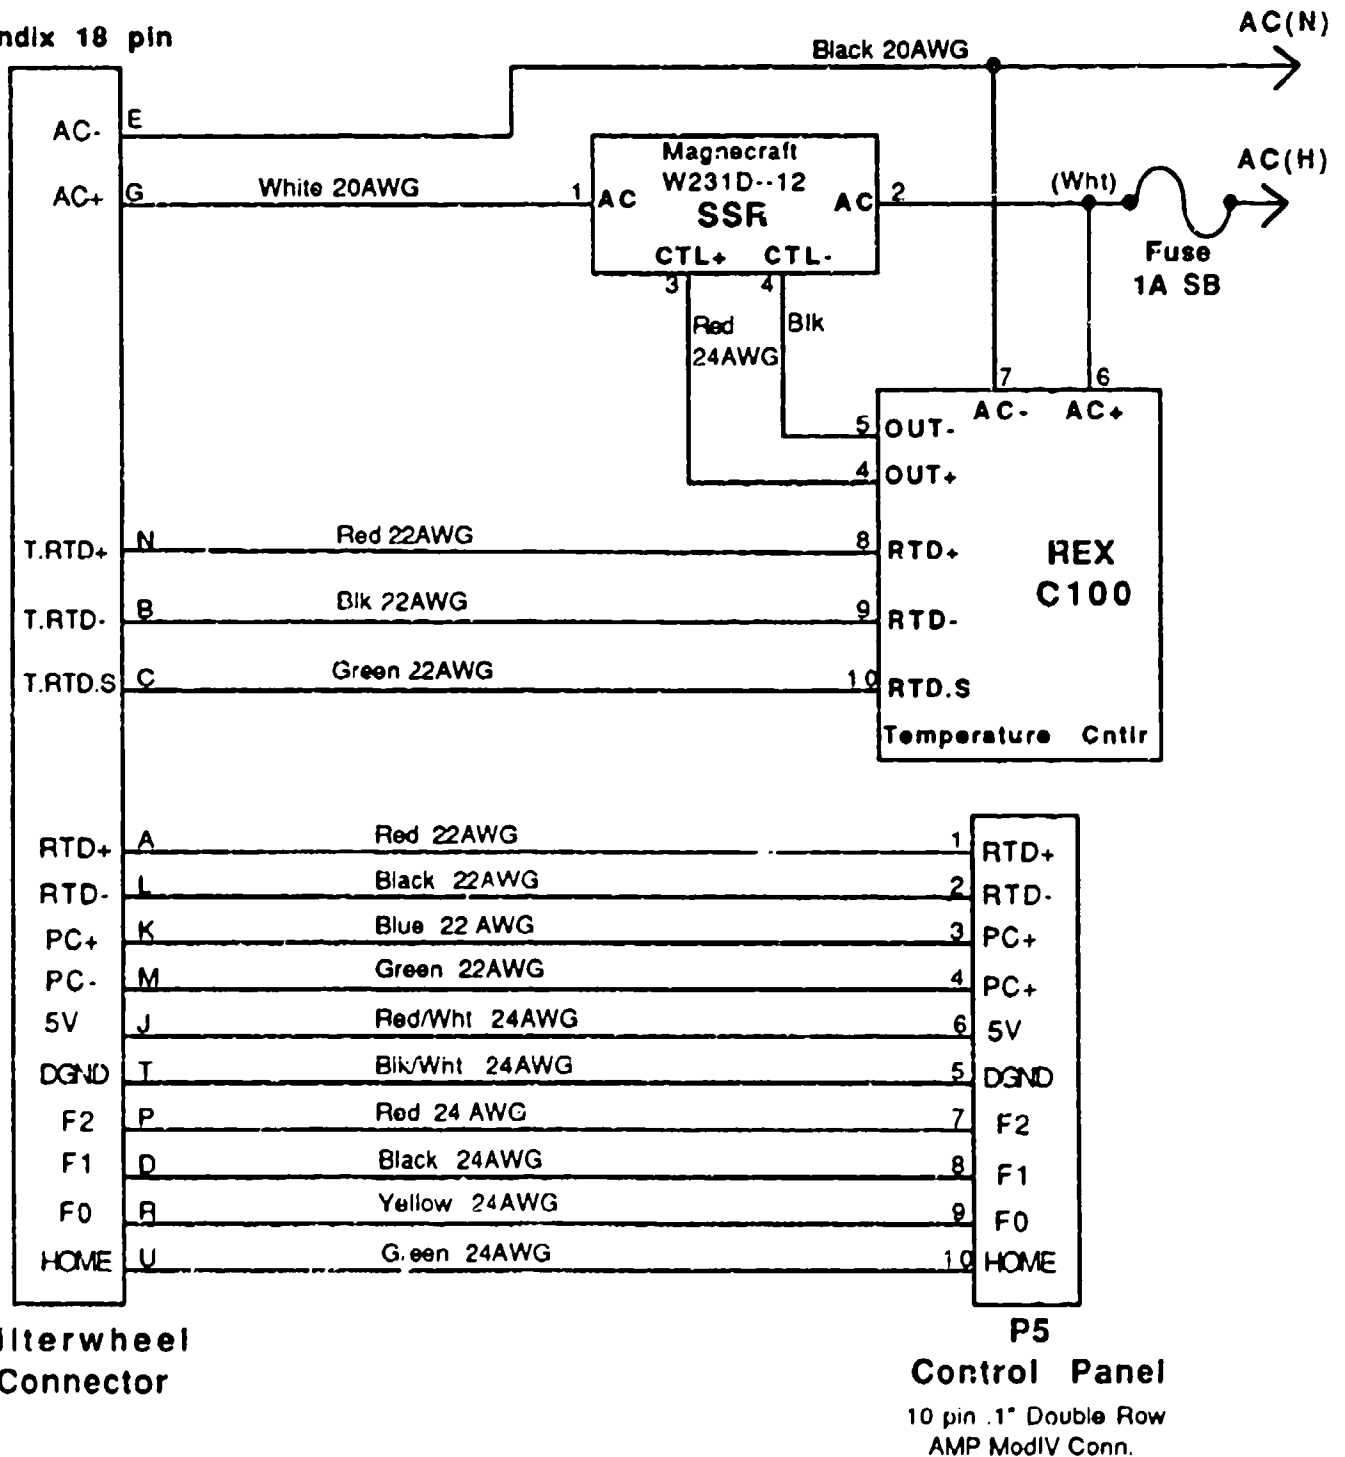 ndix 18 pin
AC(N)
Black 20AWG
AC- E
AC(H)
AC+ G White 20AWG 1 AC
Magnecraft
W231D--12
SSR
AC 2 (Wht)
CTL+ CTL-
3 4
Fuse
1A SB
Red
24AWG
Blk
7 6
AC- AC+
5 OUT-
4 OUT+
T.RTD+ N Red 22AWG 8 RTD+
REX
C100
T.RTD- B Blk 22AWG 9 RTD-
T.RTD.S C Green 22AWG 10 RTD.S
Temperature Cntlr
RTD+ A Red 22AWG 1 RTD+
RTD- L Black 22AWG 2 RTD-
PC+ K Blue 22 AWG 3 PC+
PC- M Green 22AWG 4 PC+
5V J Red/Wht 24AWG 6 5V
DGND T Blk/Wht 24AWG 5 DGND
F2 P Red 24 AWG 7 F2
F1 D Black 24AWG 8 F1
F0 R Yellow 24AWG 9 F0
HOME U Green 24AWG 10 HOME
ilterwheel
Connector
P5
Control Panel
10 pin .1" Double Row
AMP ModIV Conn.